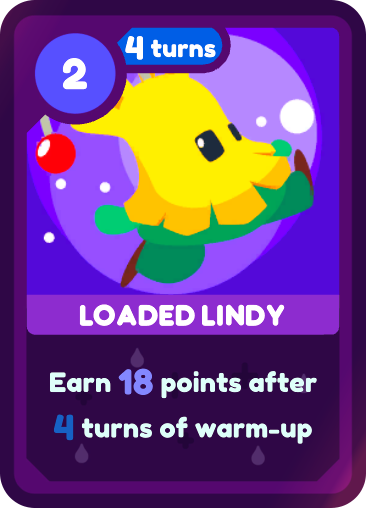 2
4 turns
LOADED LINDY
Earn 18 points after
4 turns of warm-up